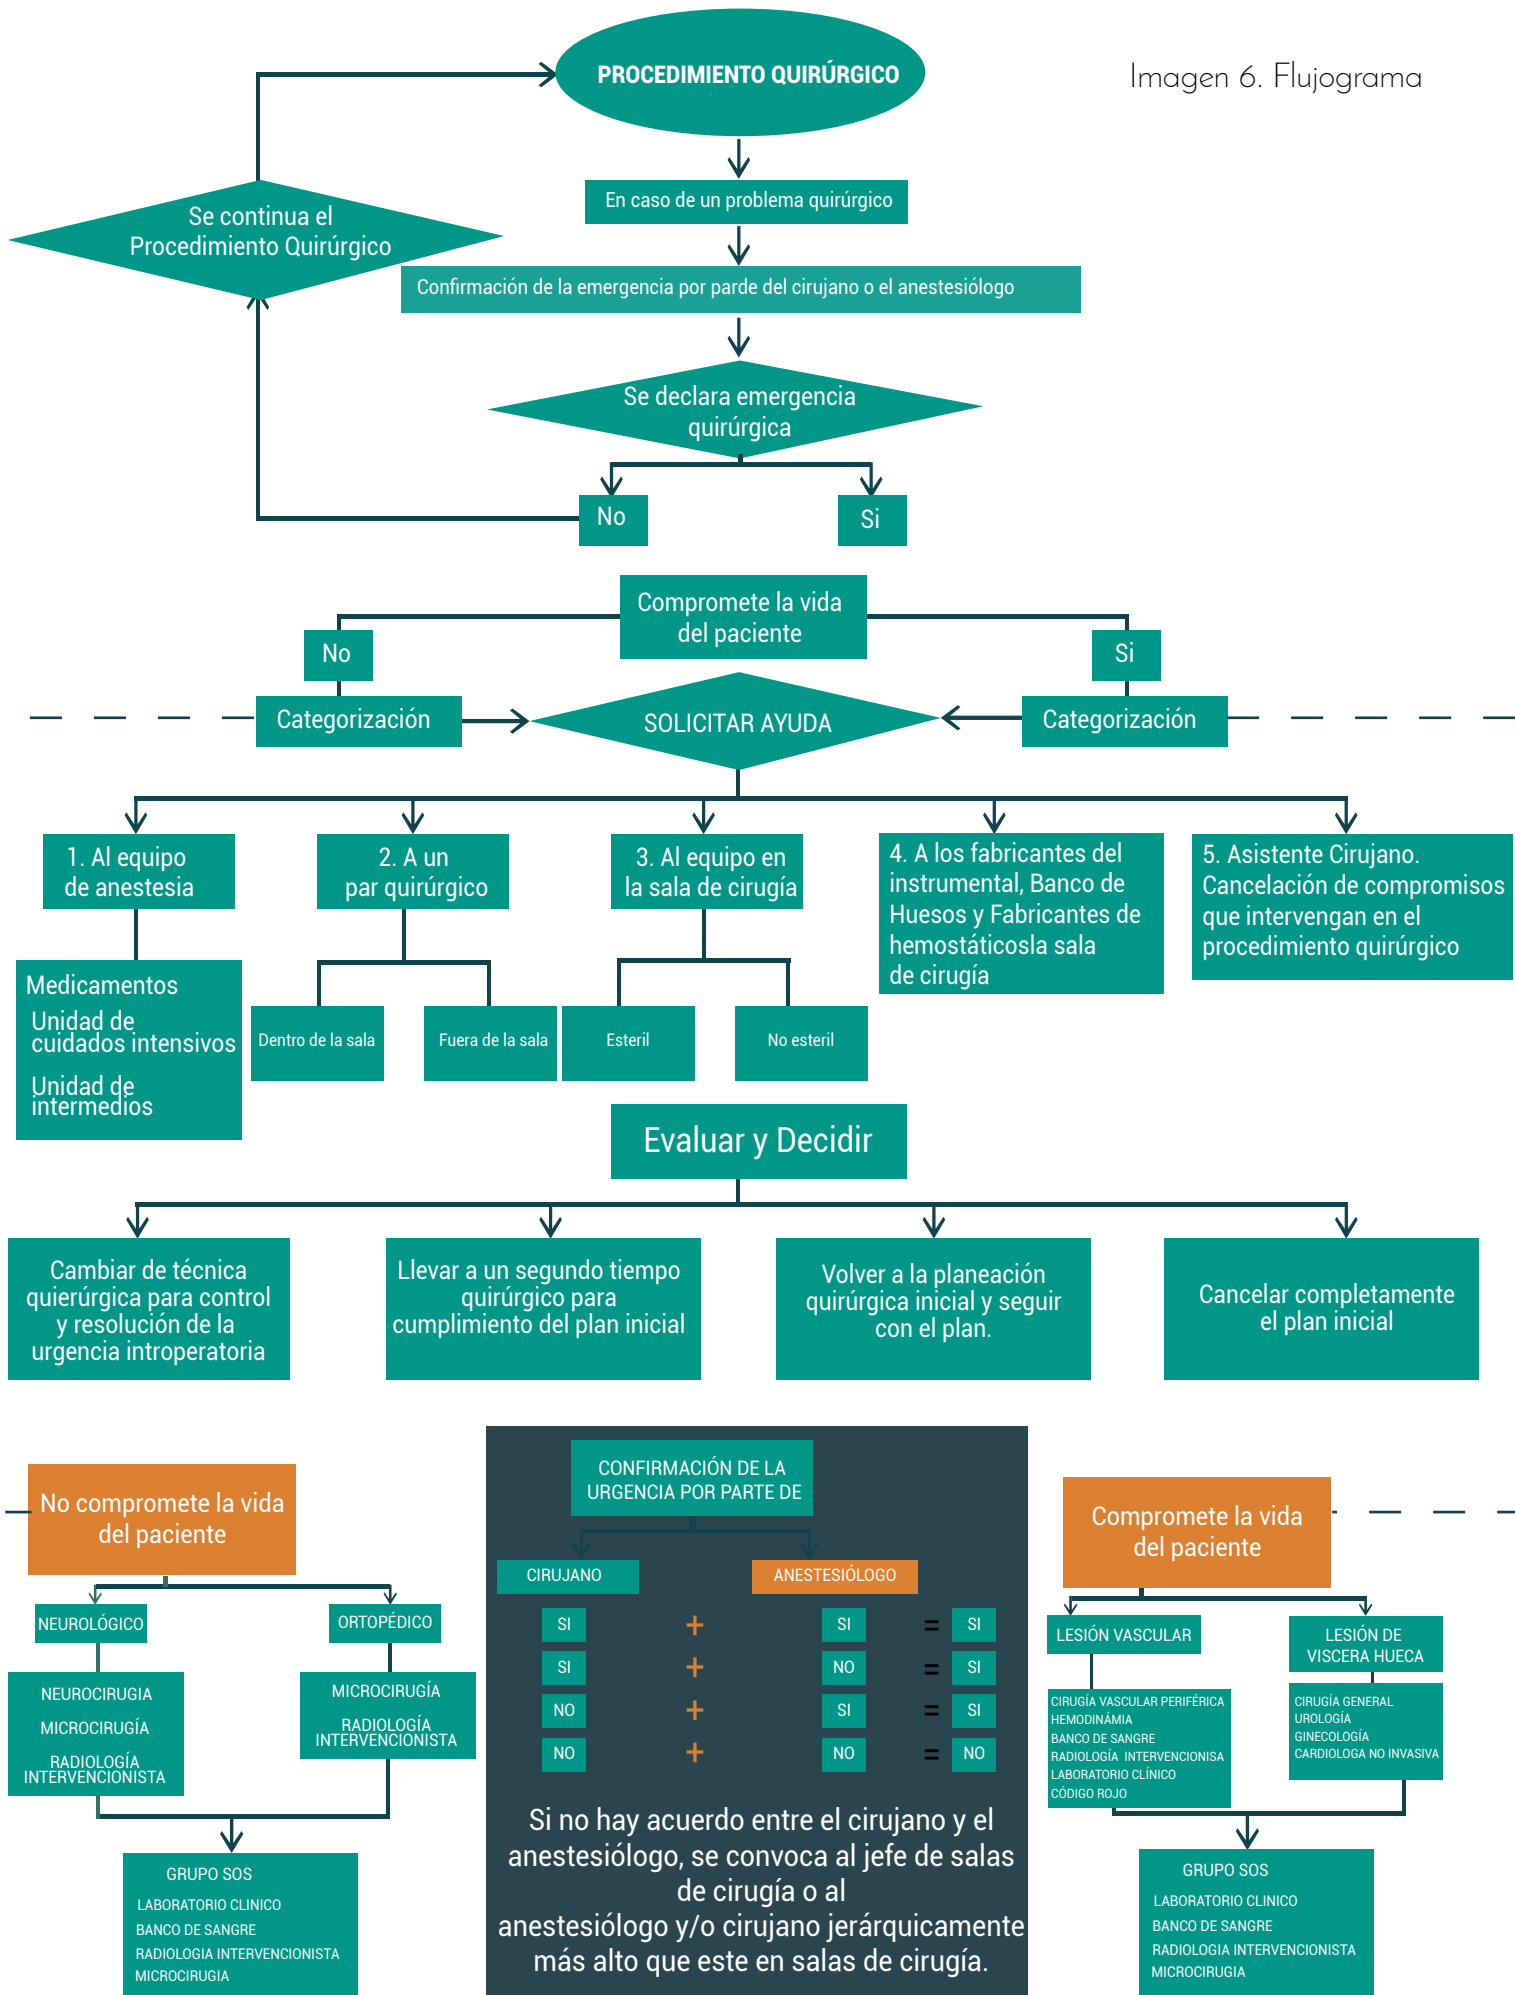 PROCEDIMIENTO QUIRÚRGICO
Imagen 6. Flujograma
En caso de un problema quirúrgico
Se continua el
Procedimiento Quirúrgico
Confirmación de la emergencia por parde del cirujano o el anestesiólogo
Se declara emergencia
quirúrgica
No
Si
Compromete la vida
del paciente
No
Si
Categorización
SOLICITAR AYUDA
Categorización
1. Al equipo
de anestesia
2. A un
par quirúrgico
3. Al equipo en
la sala de cirugía
4. A los fabricantes del
instrumental, Banco de
Huesos y Fabricantes de
hemostáticosla sala
de cirugía
5. Asistente Cirujano.
Cancelación de compromisos
que intervengan en el
procedimiento quirúrgico
Medicamentos
Unidad de
cuidados intensivos
Unidad de
intermedios
Dentro de la sala
Fuera de la sala
Esteril
No esteril
Evaluar y Decidir
Cambiar de técnica
quierúrgica para control
y resolución de la
urgencia introperatoria
Llevar a un segundo tiempo
quirúrgico para
cumplimiento del plan inicial
Volver a la planeación
quirúrgica inicial y seguir
con el plan.
Cancelar completamente
el plan inicial
No compromete la vida
del paciente
NEUROLÓGICO
ORTOPÉDICO
NEUROCIRUGIA
MICROCIRUGÍA
RADIOLOGÍA
INTERVENCIONISTA
MICROCIRUGÍA
RADIOLOGÍA
INTERVENCIONISTA
GRUPO SOS
LABORATORIO CLINICO
BANCO DE SANGRE
RADIOLOGIA INTERVENCIONISTA
MICROCIRUGIA
CONFIRMACIÓN DE LA
URGENCIA POR PARTE DE
CIRUJANO
ANESTESIÓLOGO
SI + SI = SI
SI + NO = SI
NO + SI = SI
NO + NO = NO
Si no hay acuerdo entre el cirujano y el
anestesiólogo, se convoca al jefe de salas
de cirugía o al
anestesiólogo y/o cirujano jerárquicamente
más alto que este en salas de cirugía.
Compromete la vida
del paciente
LESIÓN VASCULAR
LESIÓN DE
VISCERA HUECA
CIRUGÍA VASCULAR PERIFÉRICA
HEMODINÁMIA
BANCO DE SANGRE
RADIOLOGÍA INTERVENCIONISA
LABORATORIO CLÍNICO
CÓDIGO ROJO
CIRUGÍA GENERAL
UROLOGÍA
GINECOLOGÍA
CARDIOLOGA NO INVASIVA
GRUPO SOS
LABORATORIO CLINICO
BANCO DE SANGRE
RADIOLOGIA INTERVENCIONISTA
MICROCIRUGIA